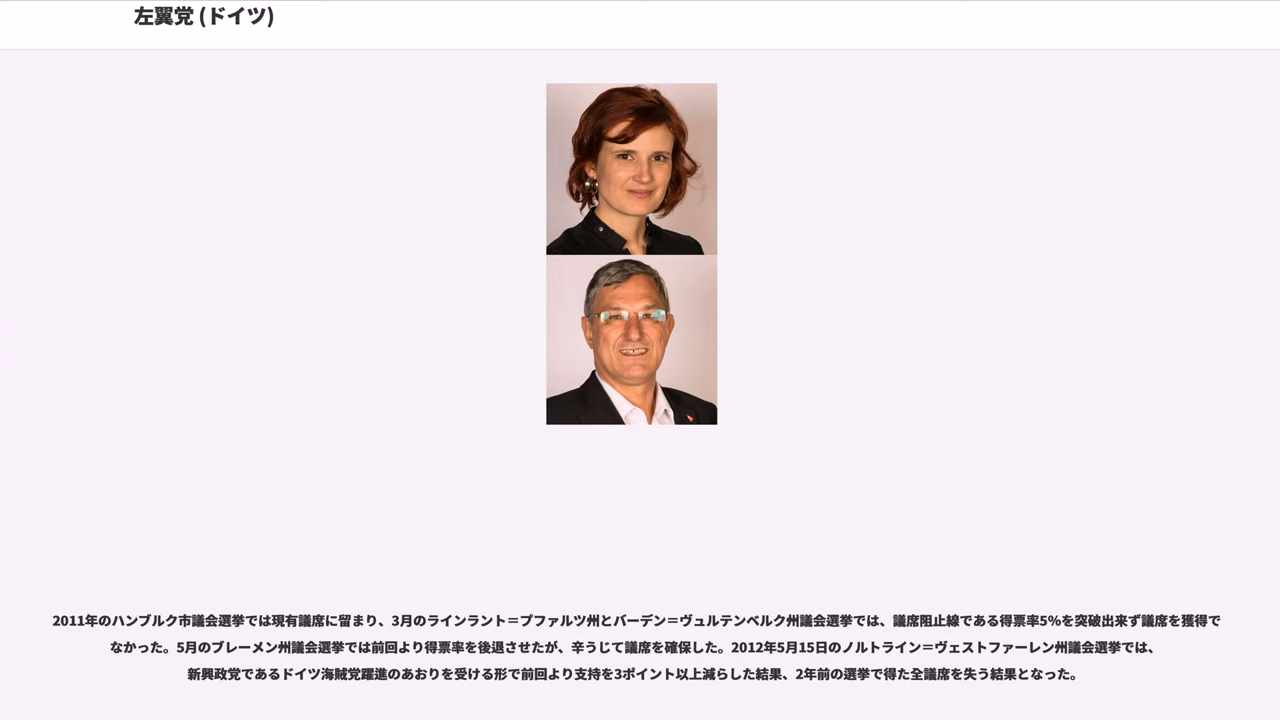 左翼党 (ドイツ)
2011年のハンブルク市議会選挙では現有議席に留まり、3月のラインラント＝プファルツ州とバーデン＝ヴュルテンベルク州議会選挙では、議席阻止線である得票率5%を突破出来ず議席を獲得で
なかった。5月のブレーメン州議会選挙では前回より得票率を後退させたが、辛うじて議席を確保した。2012年5月15日のノルトライン＝ヴェストファーレン州議会選挙では、
新興政党であるドイツ海賊党躍進のあおりを受ける形で前回より支持を3ポイント以上減らした結果、2年前の選挙で得た全議席を失う結果となった。